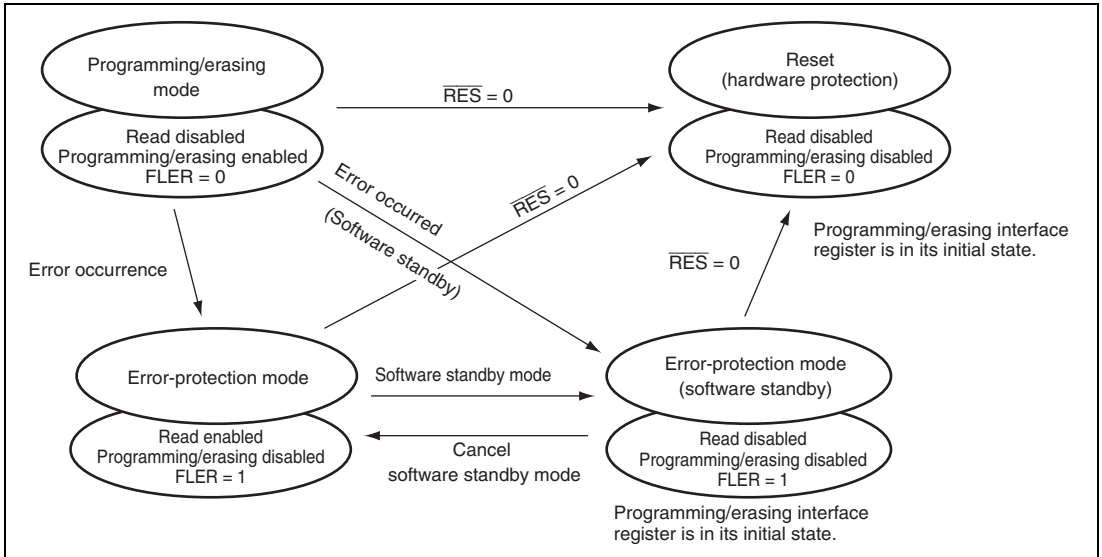 Programming/erasing
mode
Read disabled
Programming/erasing enabled
FLER = 0
R̅E̅S̅ = 0
Reset
(hardware protection)
Read disabled
Programming/erasing disabled
FLER = 0
Programming/erasing interface
register is in its initial state.
Error occurred
(Software standby)
R̅E̅S̅ = 0
R̅E̅S̅ = 0
Error occurrence
Error-protection mode
Read enabled
Programming/erasing disabled
FLER = 1
Software standby mode
Cancel
software standby mode
Error-protection mode
(software standby)
Read disabled
Programming/erasing disabled
FLER = 1
Programming/erasing interface
register is in its initial state.